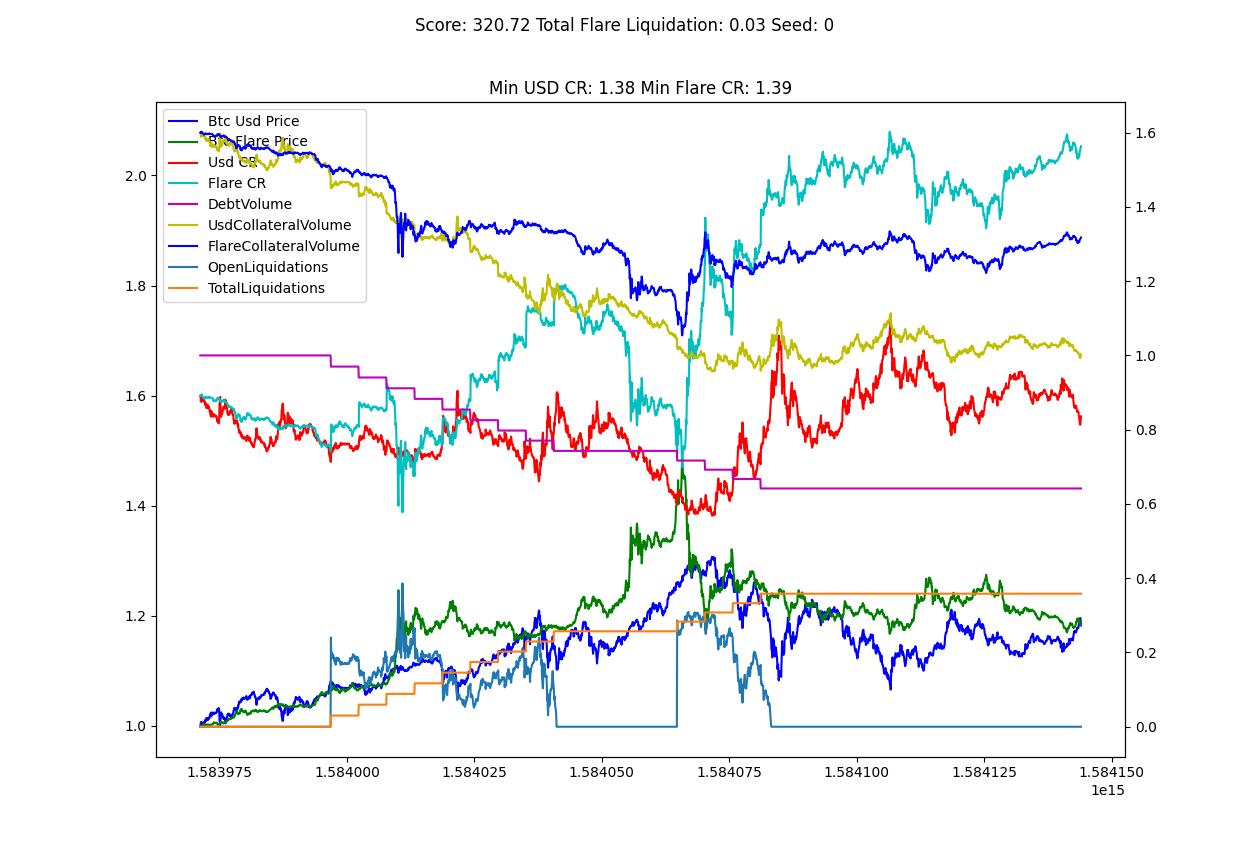 Score: 320.72 Total Flare Liquidation: 0.03 Seed: 0
Min USD CR: 1.38 Min Flare CR: 1.39
Btc Usd Price
Btc Flare Price
Usd CR
Flare CR
DebtVolume
UsdCollateralVolume
FlareCollateralVolume
OpenLiquidations
TotalLiquidations
2.0
1.8
1.6
1.4
1.2
1.0
1.6
1.4
1.2
1.0
0.8
0.6
0.4
0.2
0.0
1.583975 1.584000 1.584025 1.584050 1.584075 1.584100 1.584125 1.584150
1e15